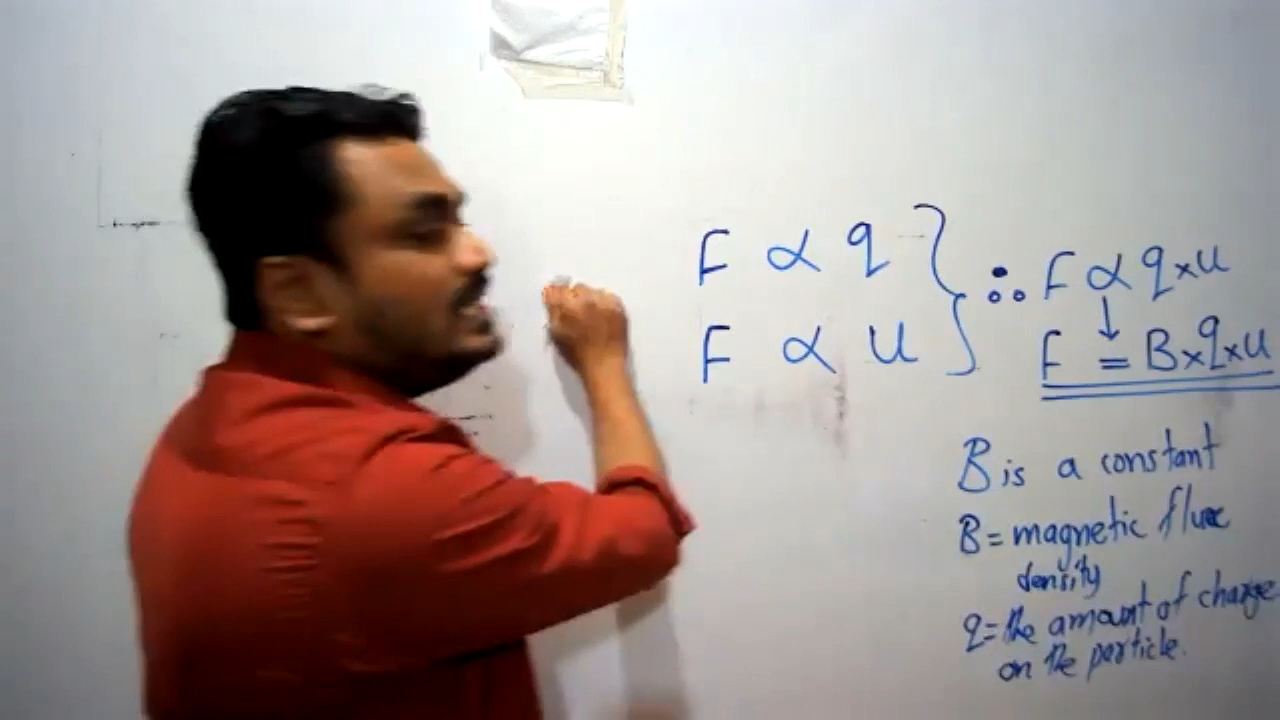 F ∝ q
F ∝ u
∴ F ∝ q×u
F = B×q×u
B is a constant
B = magnetic flux
density
q = the amount of charge
on the particle.